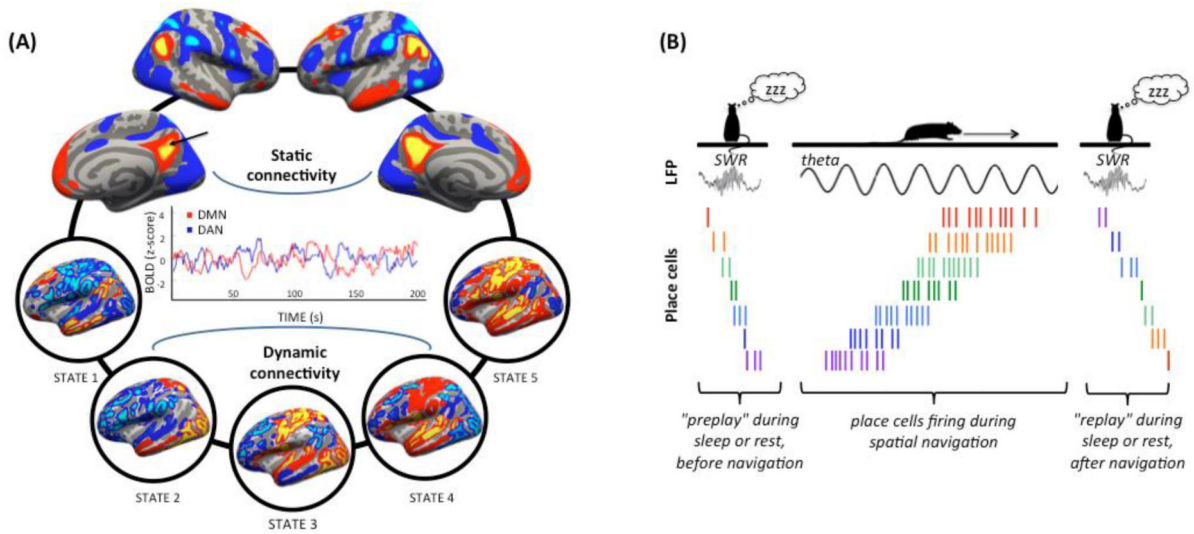 (A)
Static
connectivity
BOLD (z-score)
4
2
0
-2
DMN
DAN
50
100
150
200
TIME (s)
Dynamic
connectivity
STATE 1
STATE 2
STATE 3
STATE 4
STATE 5
(B)
zzz
zzz
LFP
SWR
theta
SWR
Place cells
"preplay" during
sleep or rest,
before navigation
place cells firing during
spatial navigation
"replay" during
sleep or rest,
after navigation